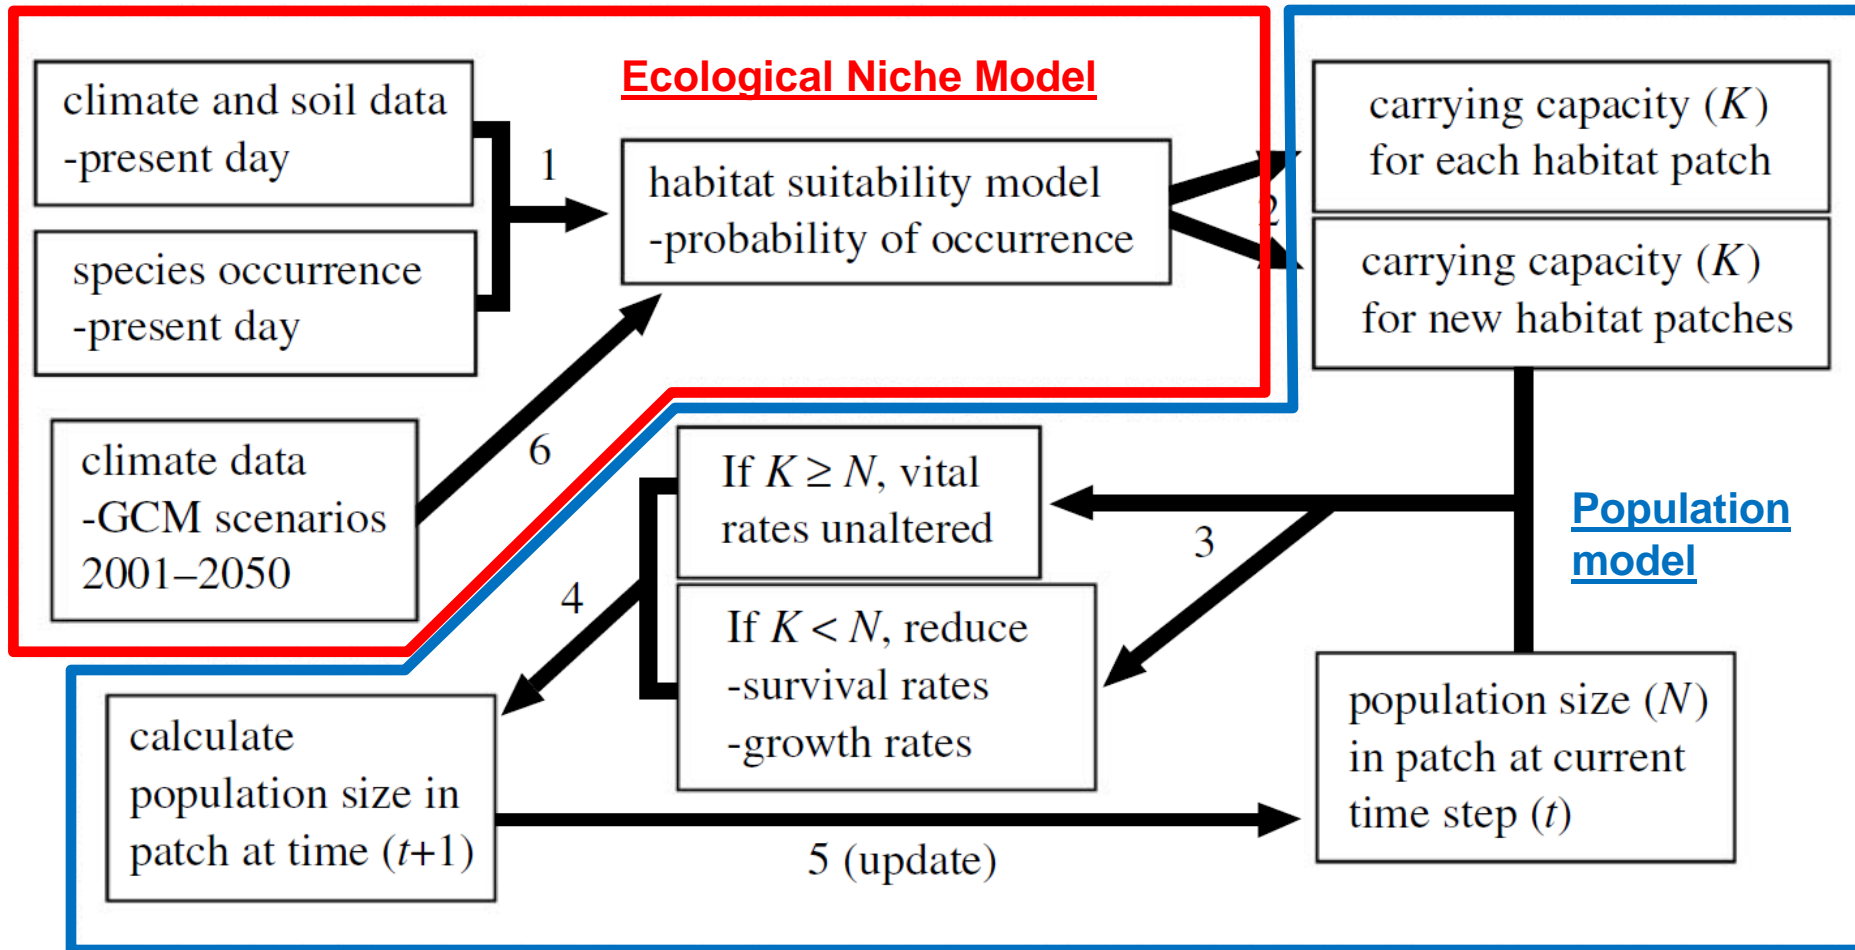 Ecological Niche Model
climate and soil data
-present day
1
species occurrence
-present day
habitat suitability model
-probability of occurrence
2
carrying capacity (K)
for each habitat patch
carrying capacity (K)
for new habitat patches
climate data
-GCM scenarios
2001–2050
6
If K ≥ N, vital
rates unaltered
3
Population
model
4
If K < N, reduce
-survival rates
-growth rates
calculate
population size in
patch at time (t+1)
5 (update)
population size (N)
in patch at current
time step (t)